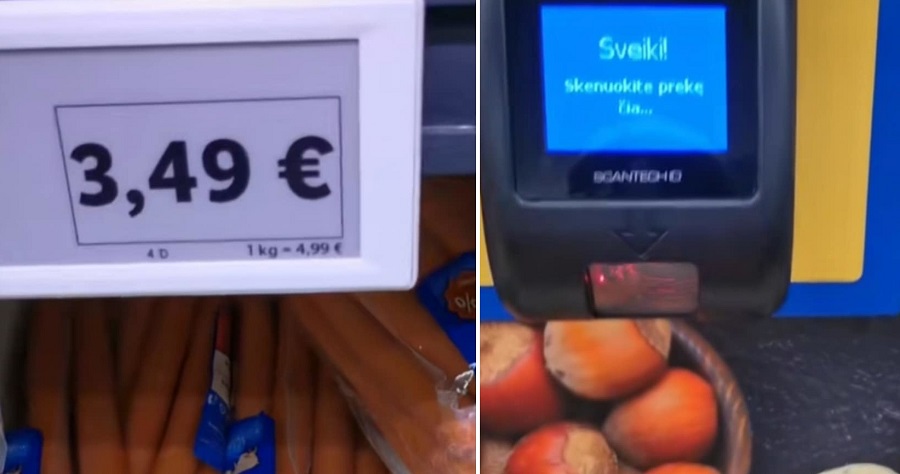 3,49 €
4 D
1 kg = 4,99 €
Sveiki!
Skenuokite prekę
čia...
SCANTECH ID